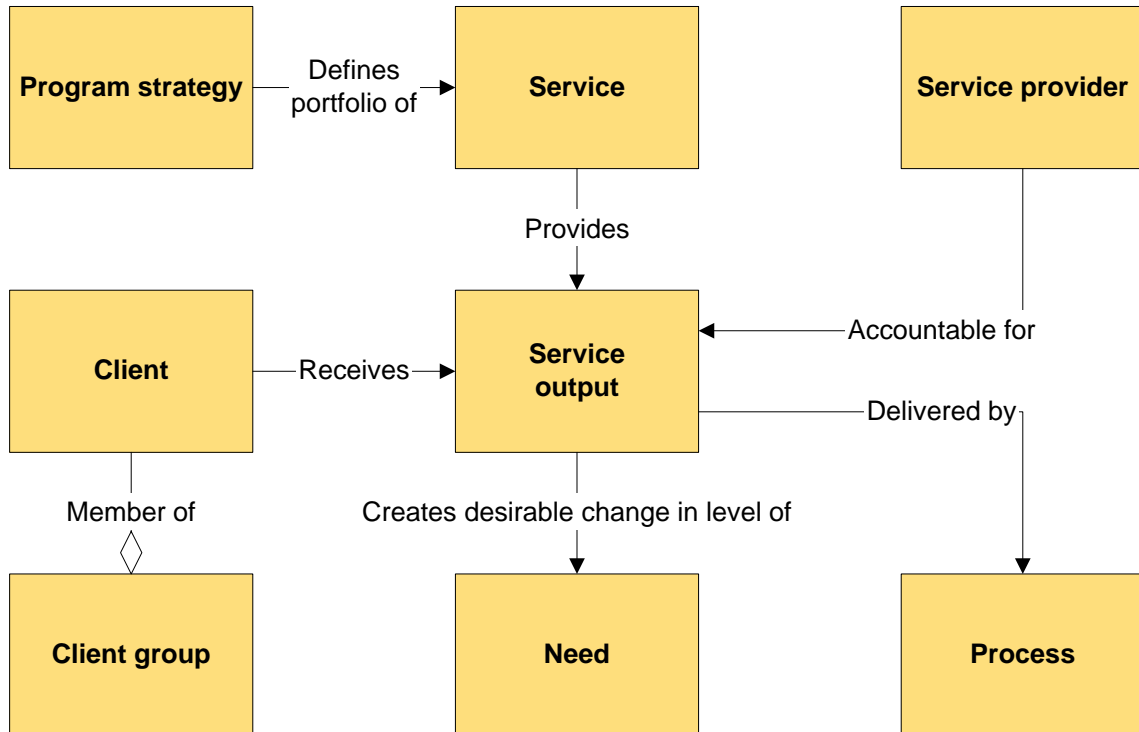 Program strategy
Defines
portfolio of
Service
Service provider
Provides
Client
Receives
Service
output
Accountable for
Delivered by
Member of
Creates desirable change in level of
Client group
Need
Process